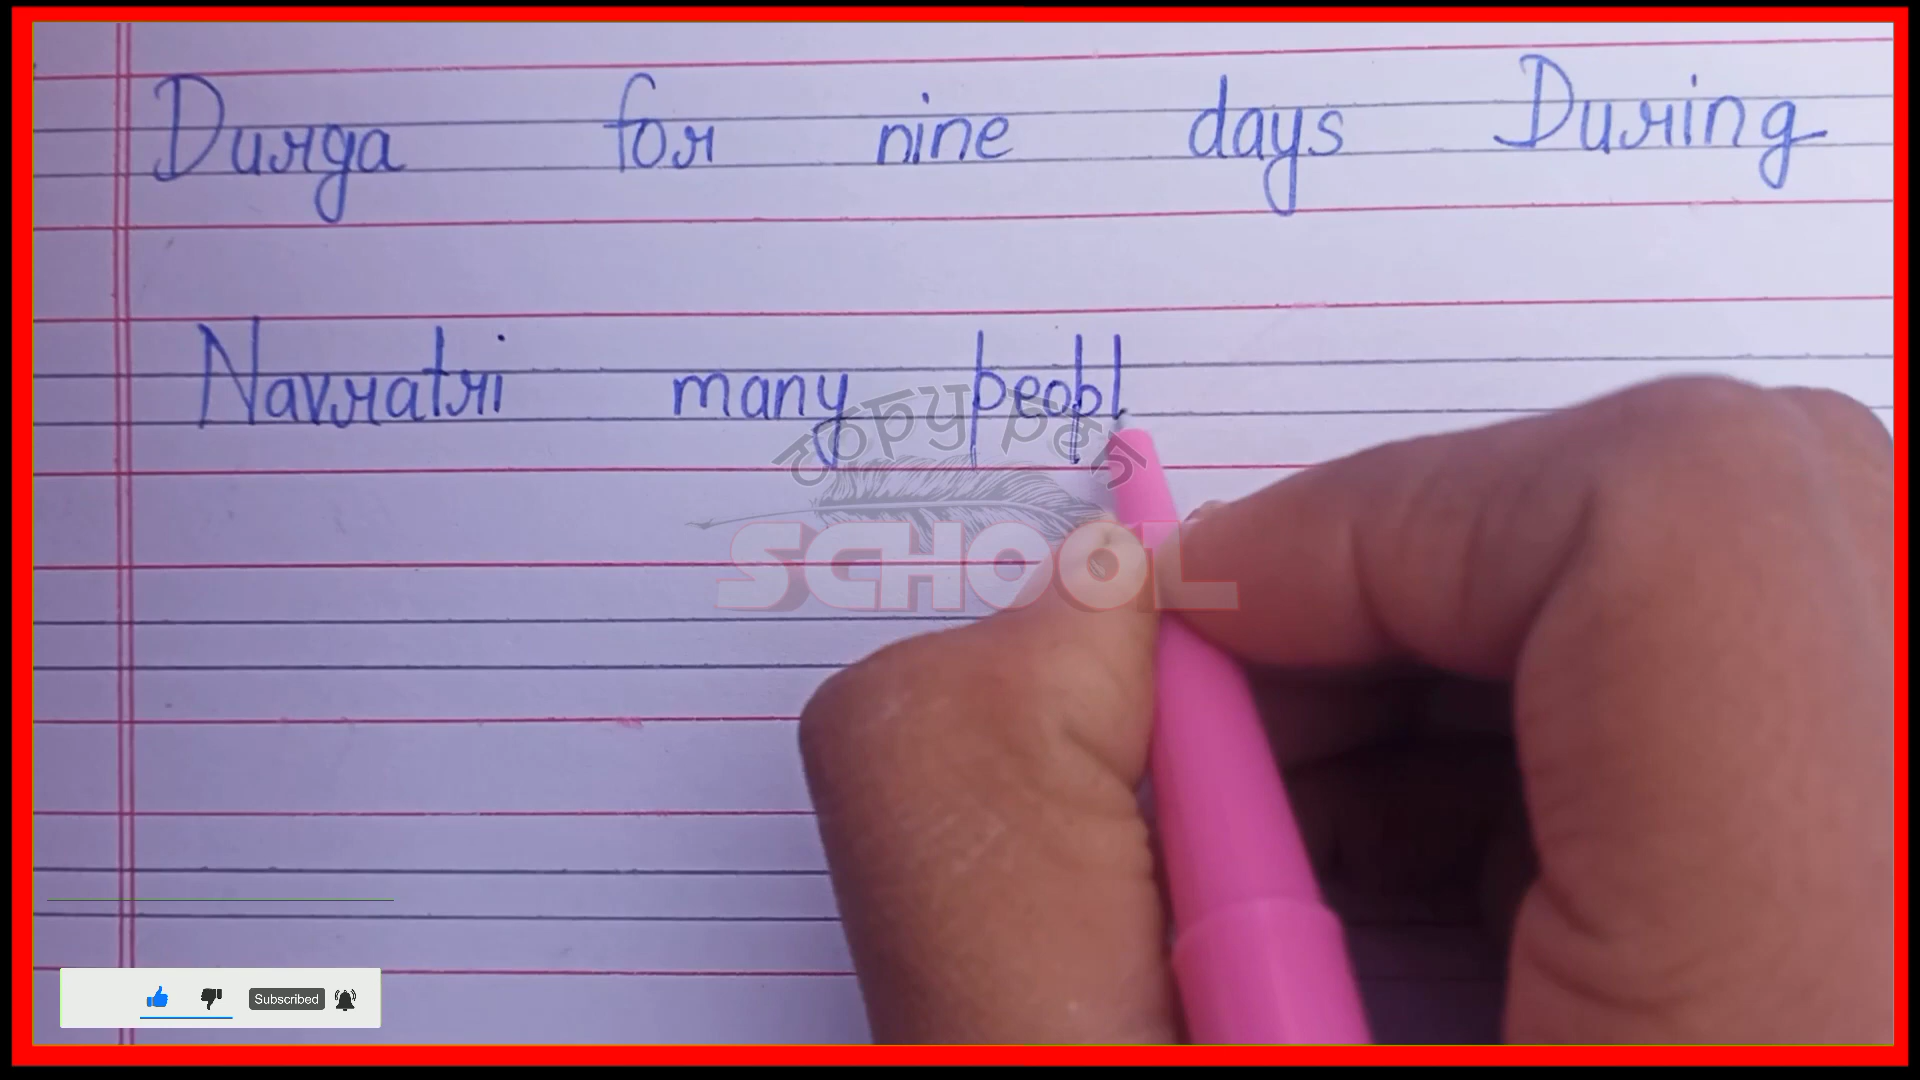 Durga for nine days During
Navratri many peopl
कॉपी पेन
SCHOOL
Subscribed